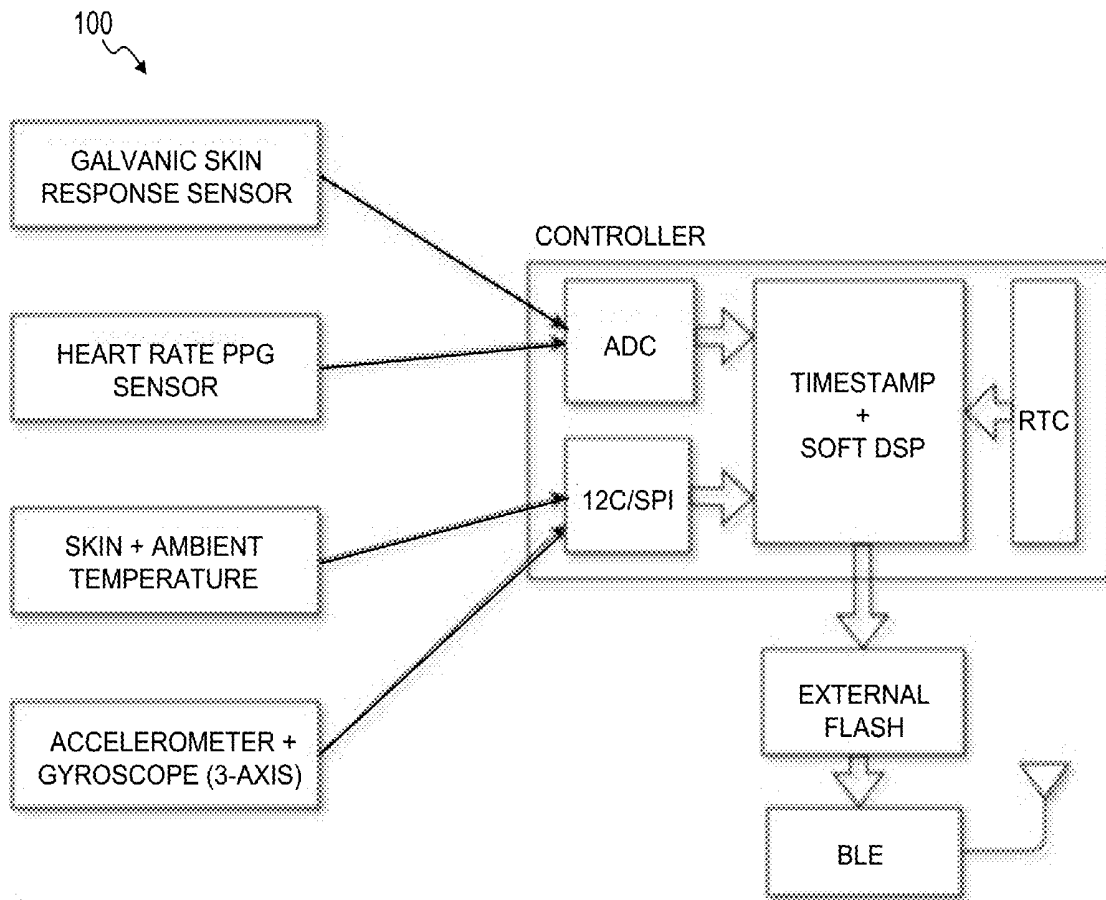 100
GALVANIC SKIN
RESPONSE SENSOR
CONTROLLER
HEART RATE PPG
SENSOR
ADC
TIMESTAMP
+
SOFT DSP
RTC
12C/SPI
SKIN + AMBIENT
TEMPERATURE
EXTERNAL
FLASH
ACCELEROMETER +
GYROSCOPE (3-AXIS)
BLE